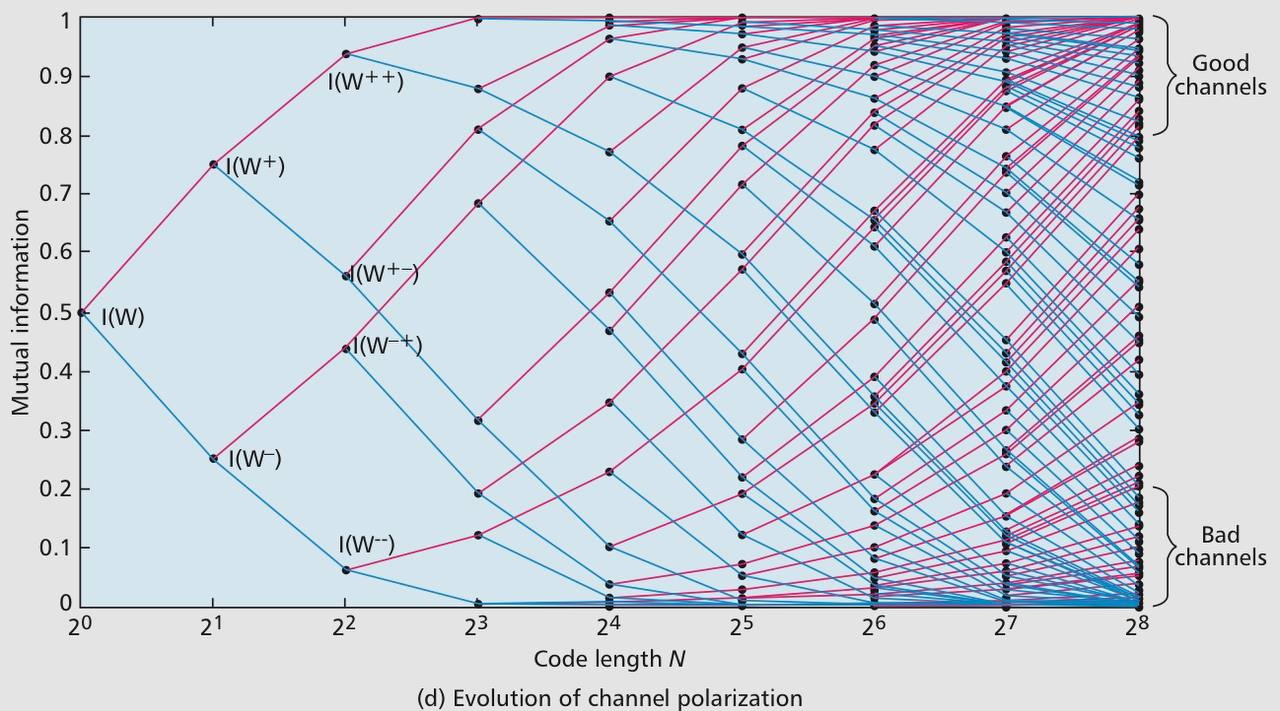 1
0.9
0.8
0.7
0.6
0.5
0.4
0.3
0.2
0.1
0
Mutual information
I(W)
I(W⁺)
I(W⁻)
I(W⁺⁺)
I(W⁺⁻)
I(W⁻⁺)
I(W⁻⁻)
Good
channels
Bad
channels
2⁰ 2¹ 2² 2³ 2⁴ 2⁵ 2⁶ 2⁷ 2⁸
Code length N
(d) Evolution of channel polarization